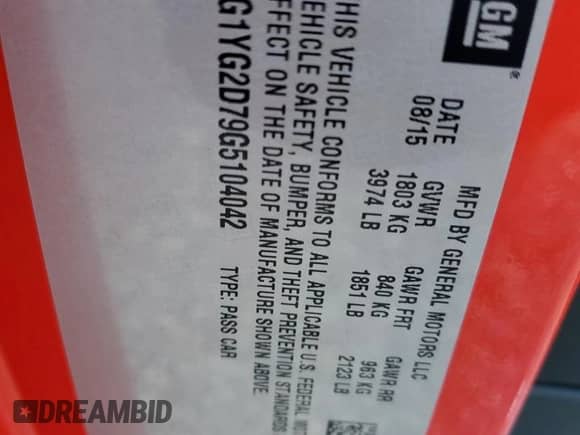 GM
®
MFD BY GENERAL MOTORS LLC
DATE GVWR GAWR FRT GAWR RR
08/15 1803 KG 840 KG 963 KG
3974 LB 1851 LB 2123 LB
THIS VEHICLE CONFORMS TO ALL APPLICABLE U.S. FEDERAL MOTOR
VEHICLE SAFETY, BUMPER, AND THEFT PREVENTION STANDARDS
EFFECT ON THE DATE OF MANUFACTURE SHOWN ABOVE.
G1YG2D79G5104042 TYPE: PASS CAR
DREAMBID